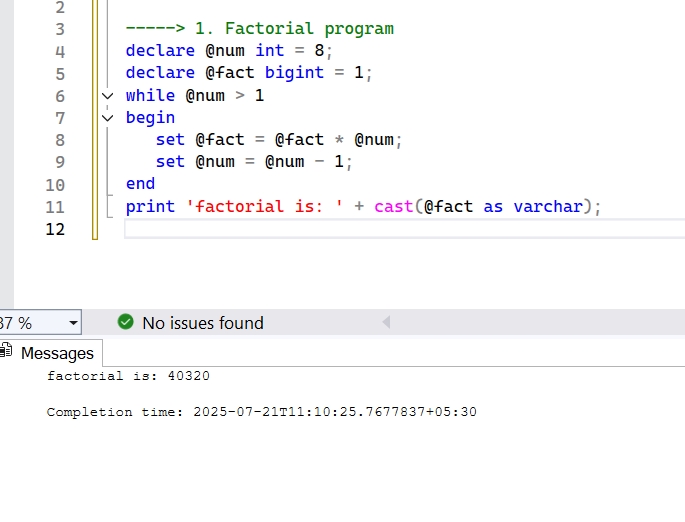 2
3 -----> 1. Factorial program
4 declare @num int = 8;
5 declare @fact bigint = 1;
6 while @num > 1
7 begin
8 set @fact = @fact * @num;
9 set @num = @num - 1;
10 end
11 print 'factorial is: ' + cast(@fact as varchar);
12
37 % No issues found
Messages
factorial is: 40320
Completion time: 2025-07-21T11:10:25.7677837+05:30